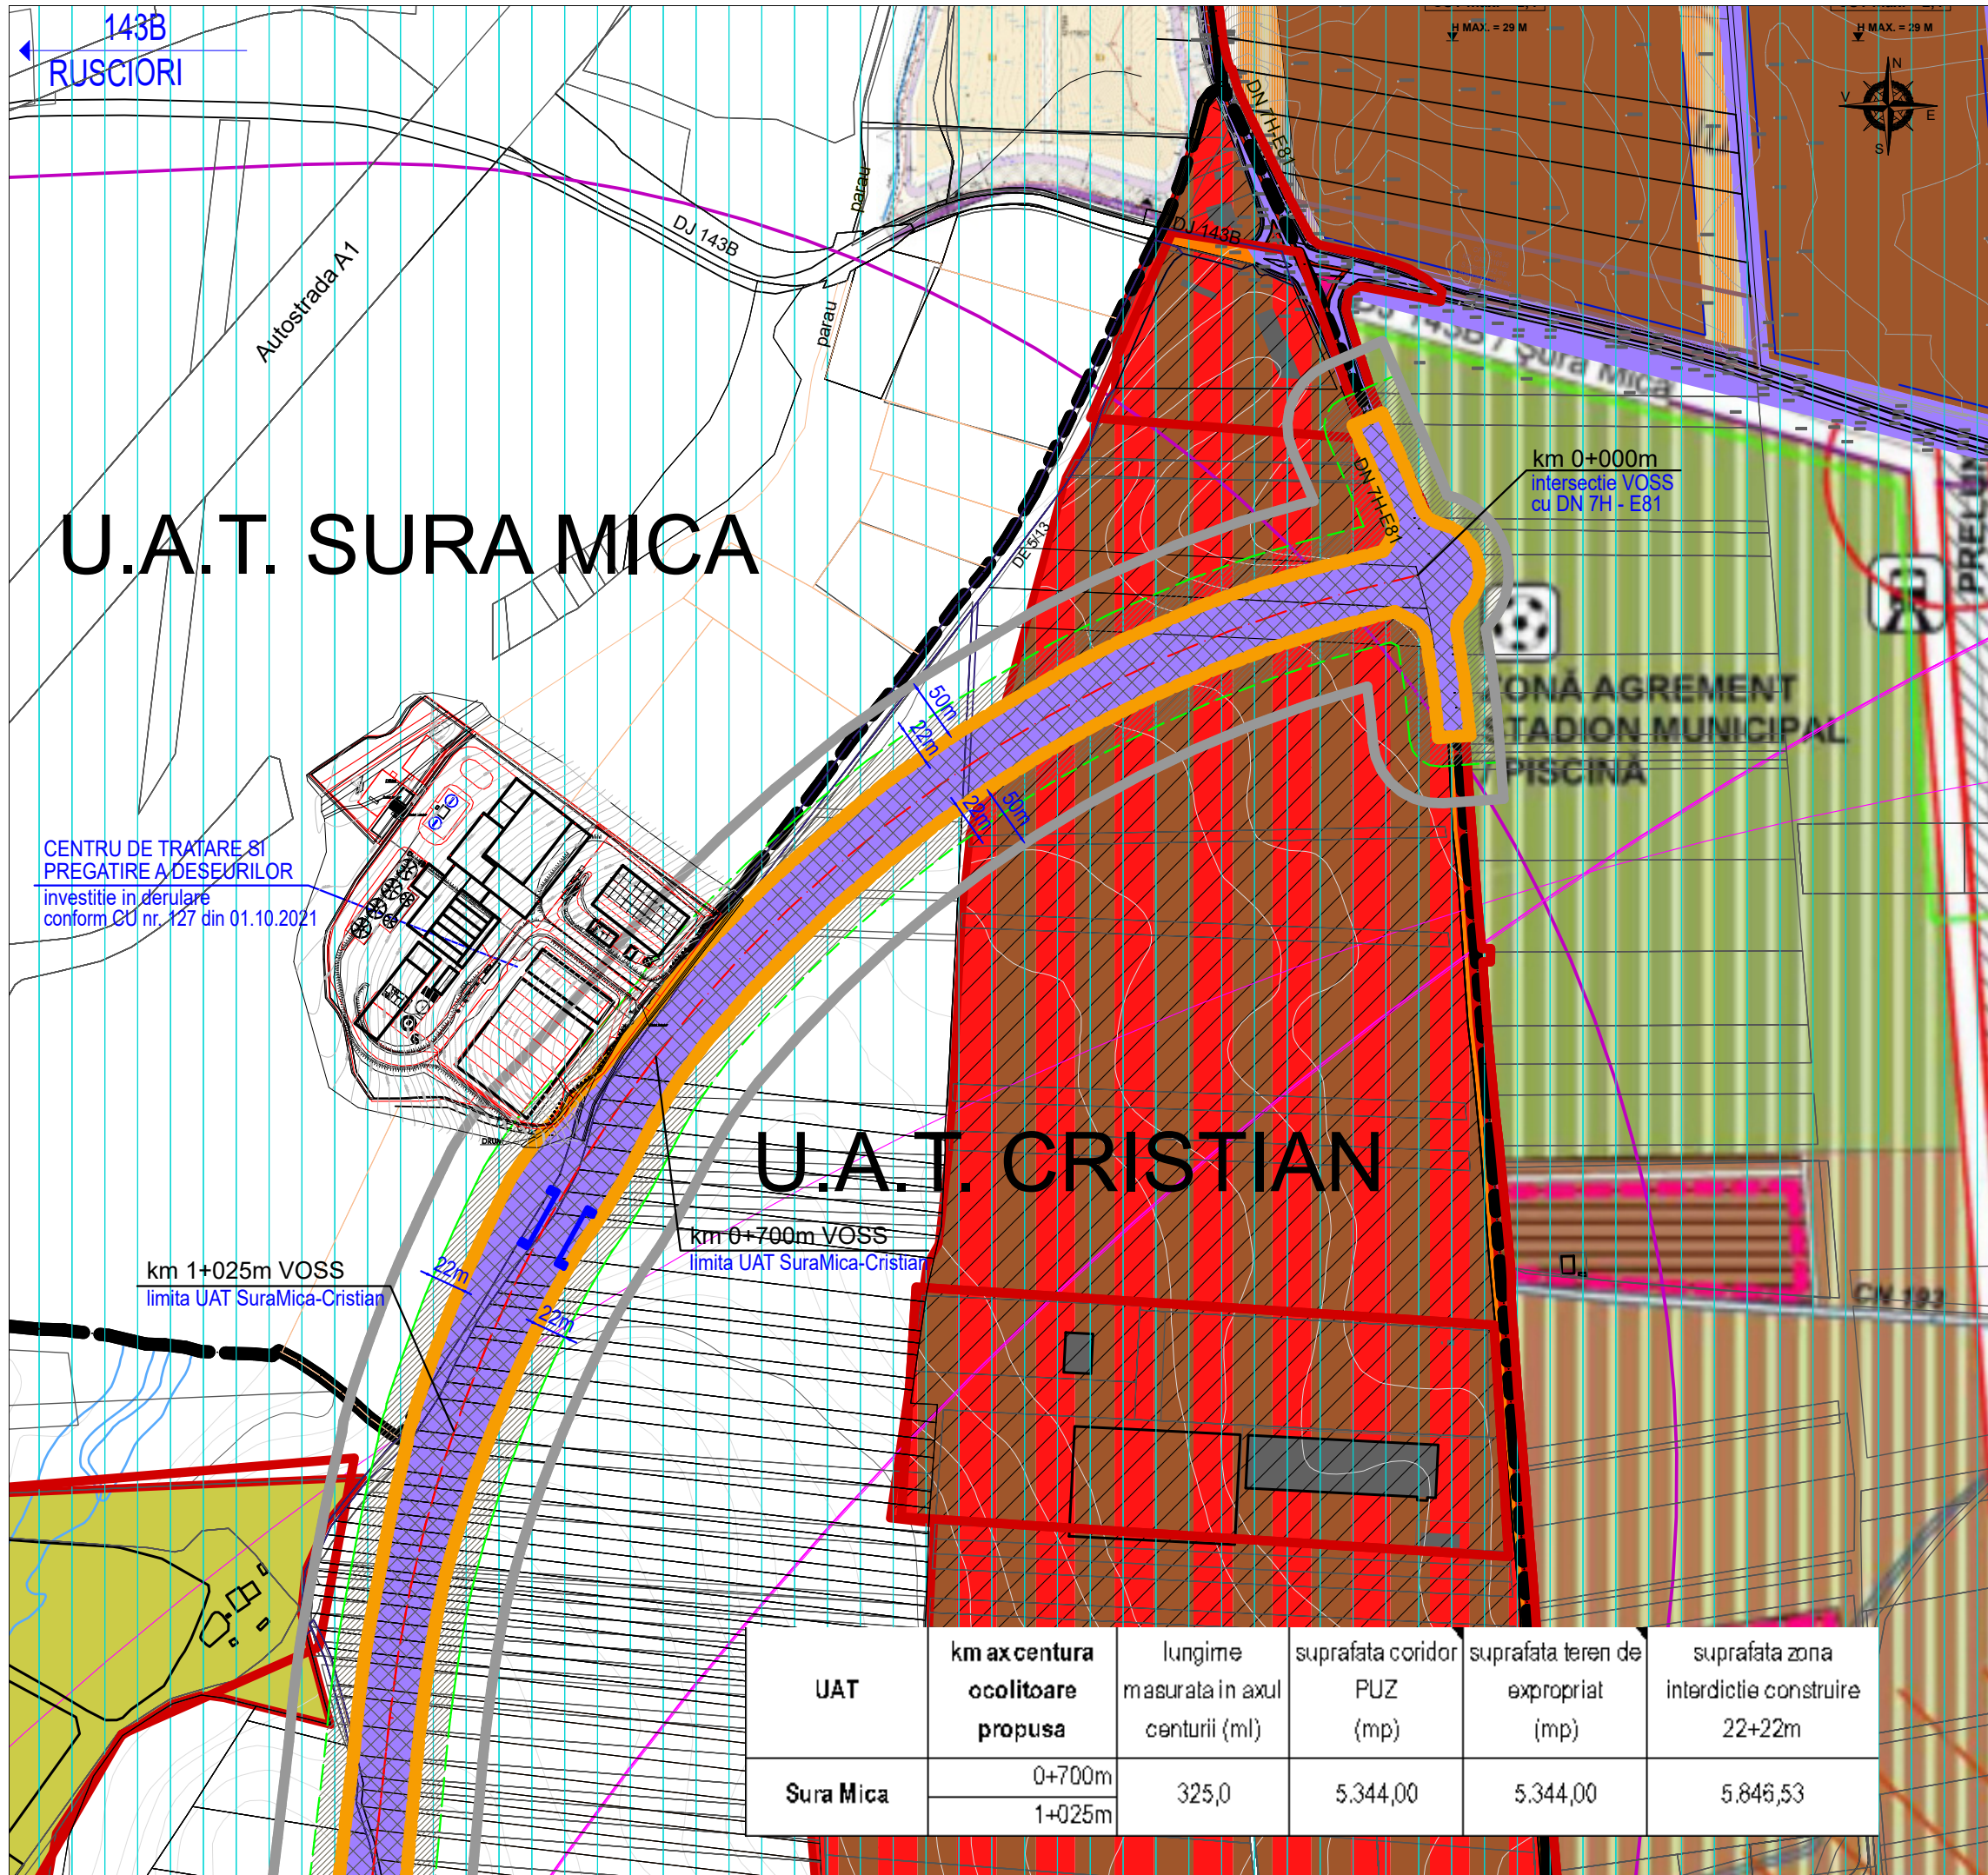 143B
RUSCIORI
H MAX. = 29 M
H MAX. = 29 M
N
V
E
S
DN 7H-E81
parau
DJ 143B
DJ 143B
Autostrada A1
parau
DJ 143B / Şura Mică
km 0+000m
intersectie VOSS
cu DN 7H - E81
DN 7H-E81
PRELUN
U.A.T. SURA MICA
DE 5/13
50m
22m
22m
50m
ZONĂ AGREMENT
STADION MUNICIPAL
/ PISCINĂ
CENTRU DE TRATARE SI
PREGATIRE A DESEURILOR
investitie in derulare
conform CU nr. 127 din 01.10.2021
DRUM
U.A.T. CRISTIAN
km 0+700m VOSS
limita UAT SuraMica-Cristian
km 1+025m VOSS
limita UAT SuraMica-Cristian
22m
22m
CN 193
UAT
km ax centura
ocolitoare
propusa
lungime
masurata in axul
centurii (ml)
suprafata coridor
PUZ
(mp)
suprafata teren de
expropriat
(mp)
suprafata zona
interdictie construire
22+22m
Sura Mica
0+700m
1+025m
325,0
5.344,00
5.344,00
5.846,53